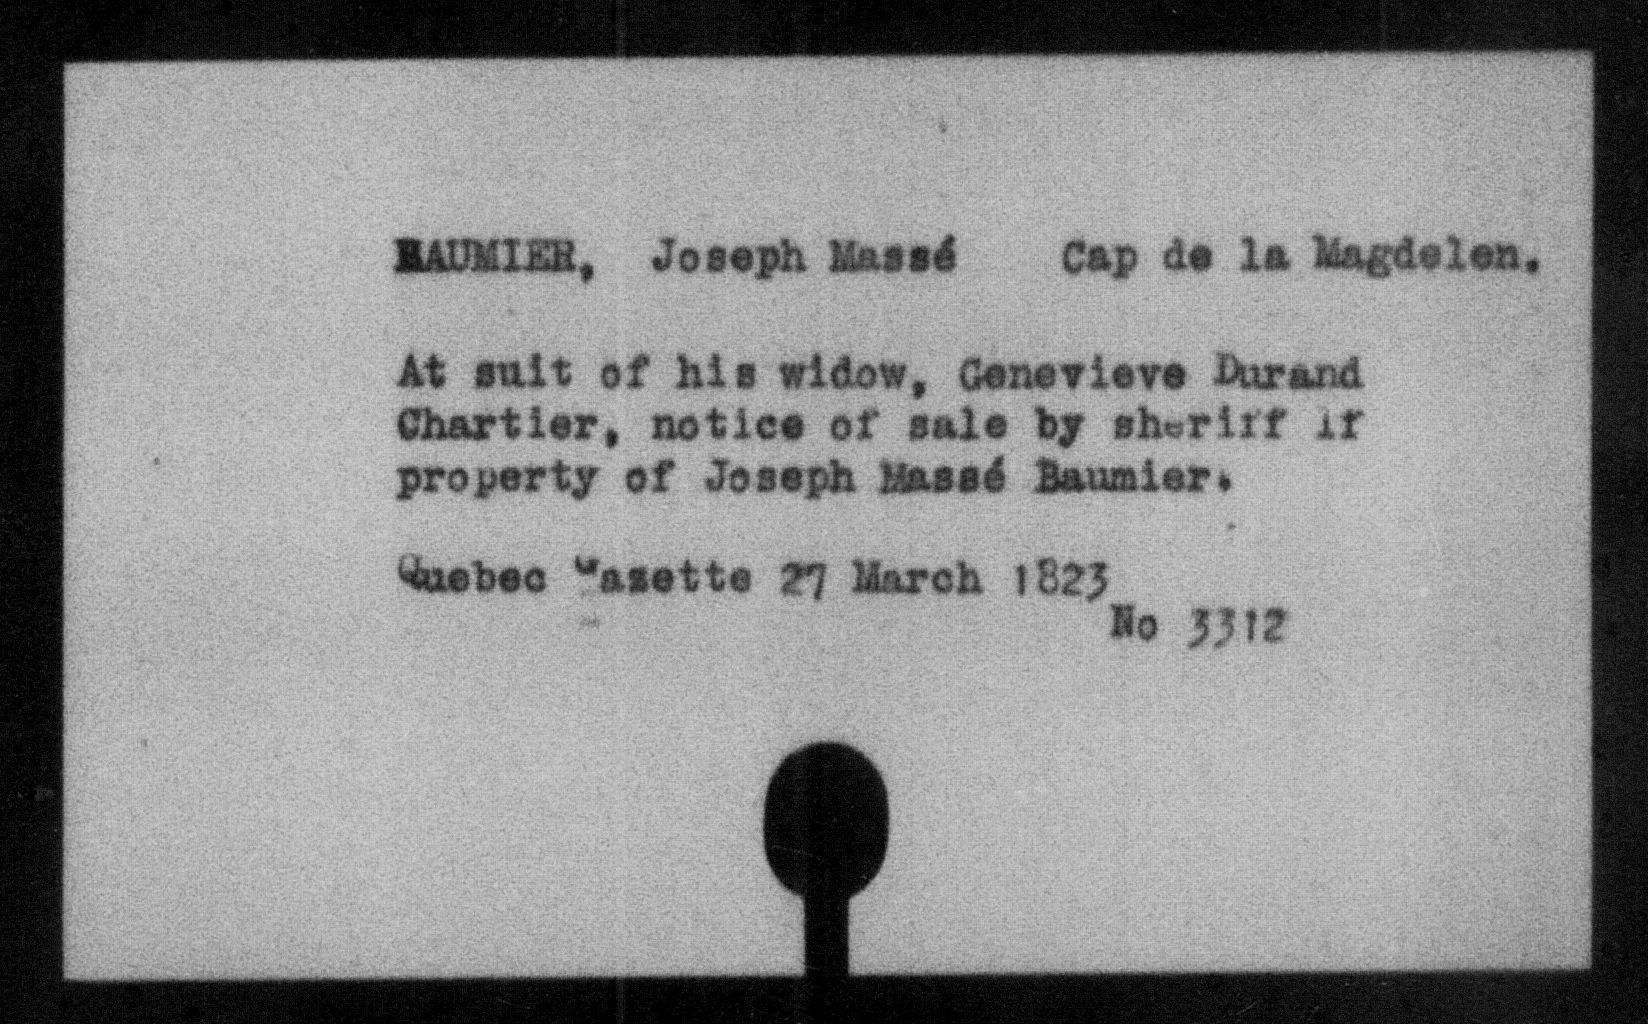 BAUMIER, Joseph Massé Cap de la Magdelen.
At suit of his widow, Genevieve Durand
Chartier, notice of sale by sheriff if
property of Joseph Massé Baumier.
Quebec Gazette 27 March 1823
No 3312